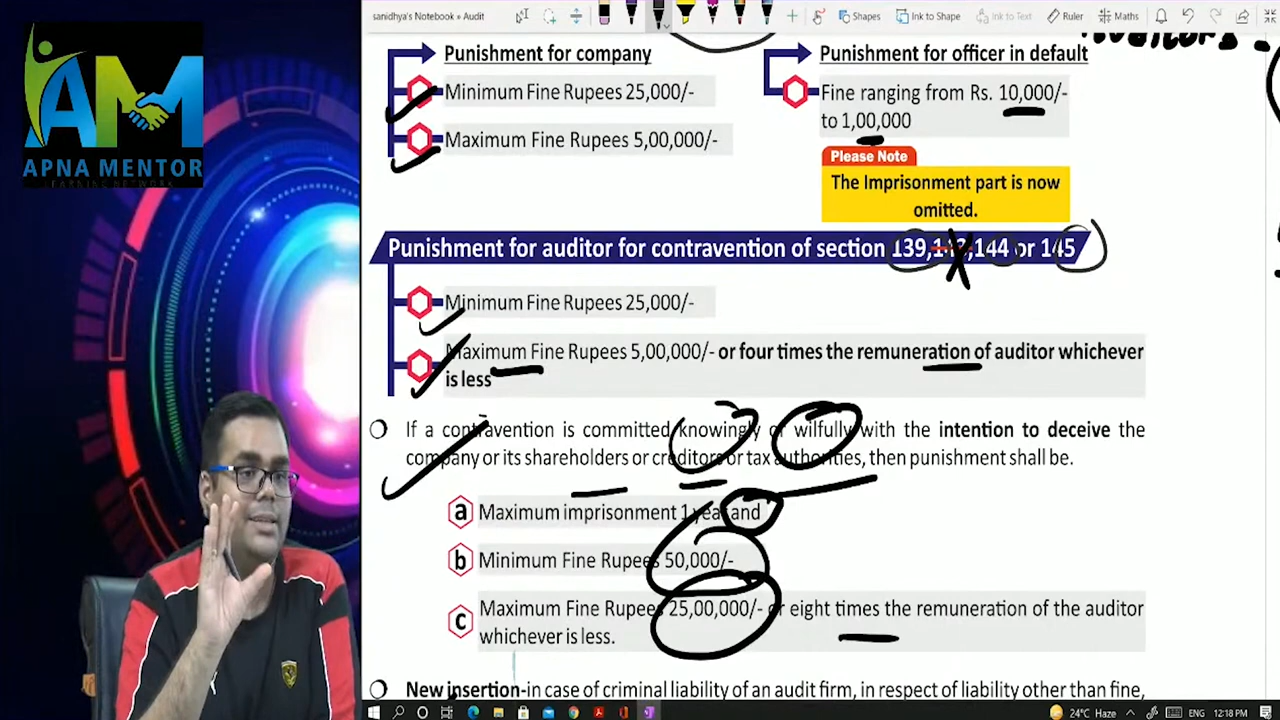 sanidhya's Notebook » Audit
Shapes
Ink to Shape
Ink to Text
Ruler
Maths
Auditors
Punishment for company
Punishment for officer in default
Minimum Fine Rupees 25,000/-
Fine ranging from Rs. 10,000/-
to 1,00,000
Maximum Fine Rupees 5,00,000/-
Please Note
The Imprisonment part is now
omitted.
AM
APNA MENTOR
LEARNING NETWORK
Punishment for auditor for contravention of section 139,143,144 or 145
Minimum Fine Rupees 25,000/-
Maximum Fine Rupees 5,00,000/- or four times the remuneration of auditor whichever
is less
If a contravention is committed knowingly or wilfully with the intention to deceive the
company or its shareholders or creditors or tax authorities, then punishment shall be.
a Maximum imprisonment 1 year and
b Minimum Fine Rupees 50,000/-
c Maximum Fine Rupees 25,00,000/- or eight times the remuneration of the auditor
whichever is less.
New insertion-in case of criminal liability of an audit firm, in respect of liability other than fine,
24°C Haze
ENG
12:18 PM